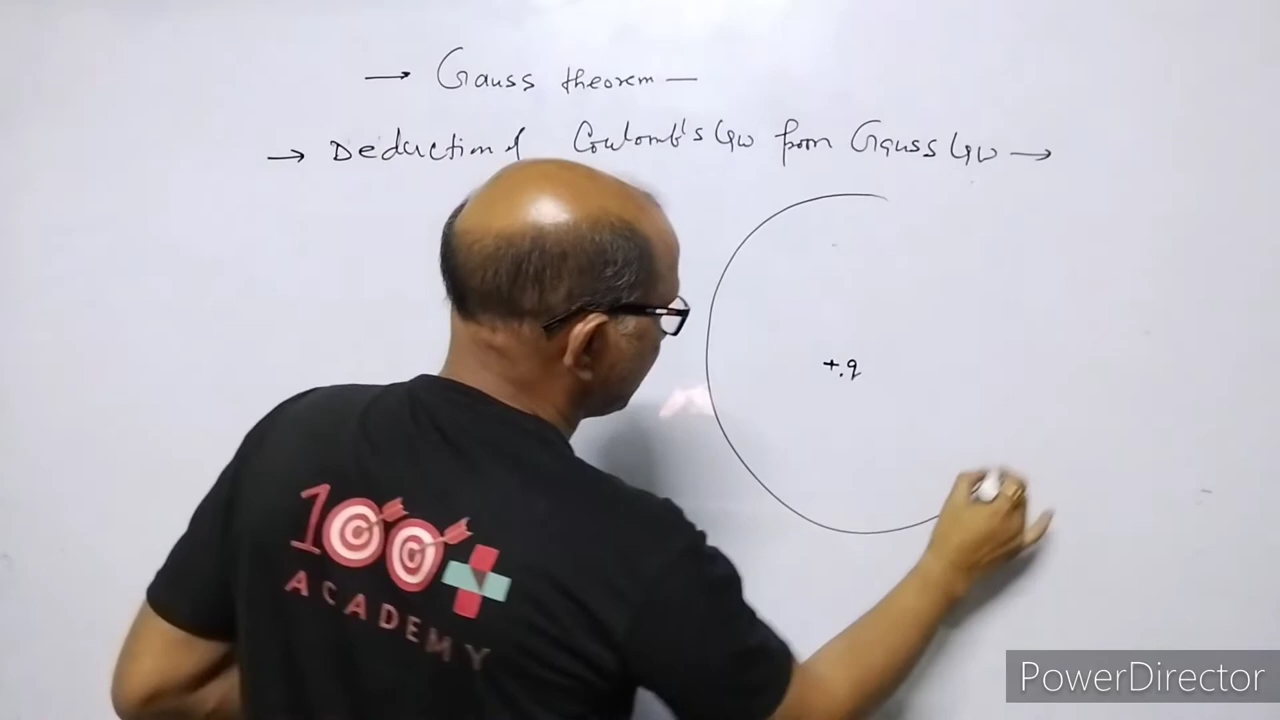 → Gauss theorem —
→ Deduction of Coulomb's law from Gauss law →
+.q
100+
ACADEMY
PowerDirector